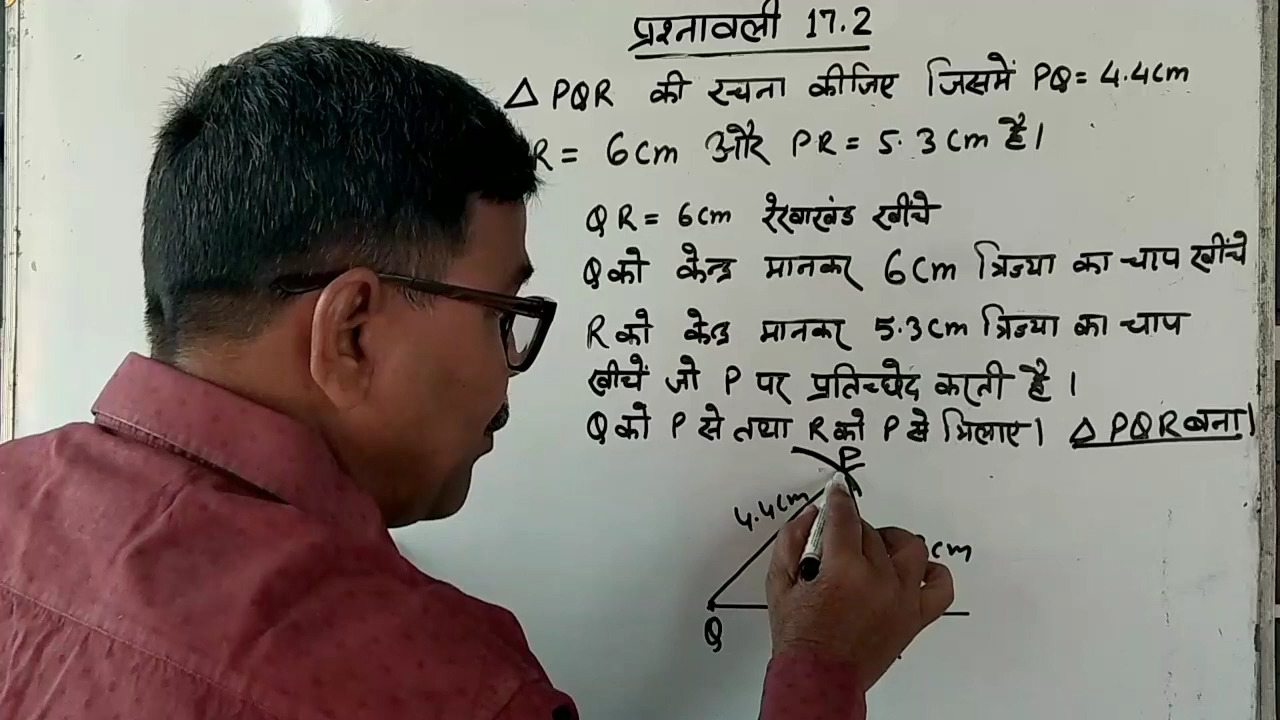 प्रश्नावली 17.2
△ PQR की रचना कीजिए जिसमें PQ = 4.4cm
R = 6cm और PR = 5.3cm है।
QR = 6cm रेखाखंड खींचे
Q को केन्द्र मानकर 6cm त्रिज्या का चाप खींचे
R को केन्द्र मानकर 5.3cm त्रिज्या का चाप
खींचें जो P पर प्रतिच्छेद करती है।
Q को P से तथा R को P से मिलाए। △ PQR बना।
P
4.4cm
cm
Q